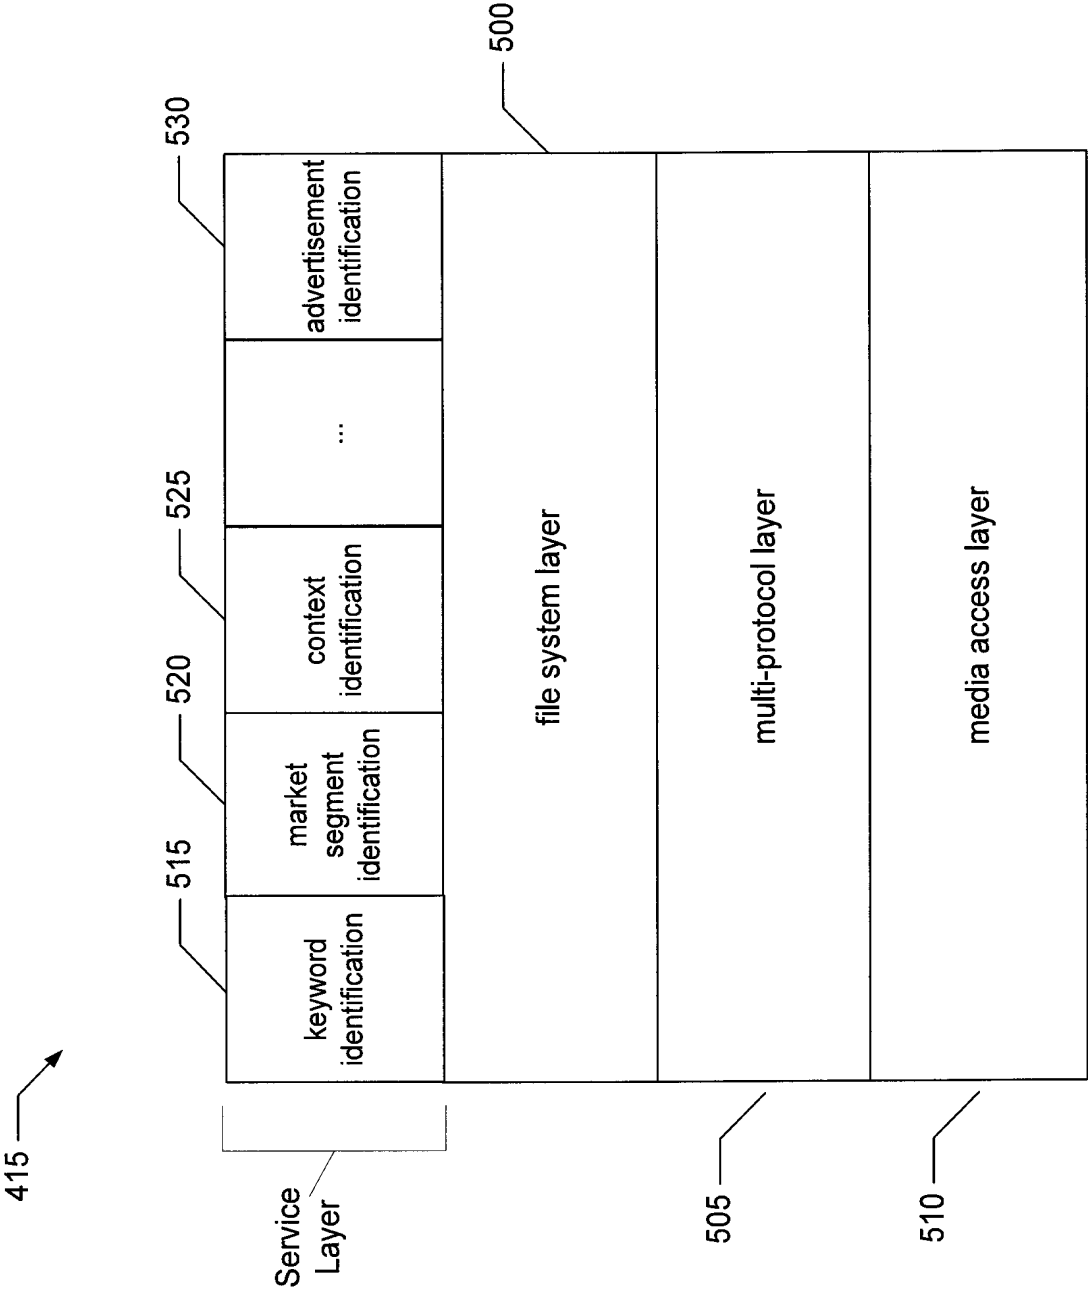 415
515
520
525
530
500
Service
Layer
keyword
identification
market
segment
identification
context
identification
...
advertisement
identification
file system layer
multi-protocol layer
505
media access layer
510